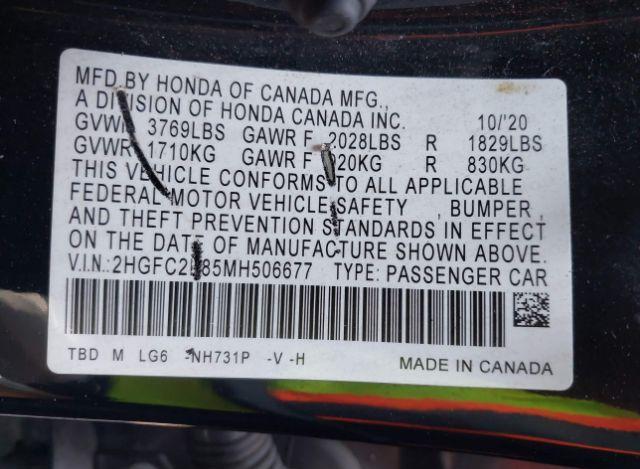 MFD BY HONDA OF CANADA MFG.,
A DIVISION OF HONDA CANADA INC. 10/'20
GVWR 3769LBS GAWR F 2028LBS R 1829LBS
GVWR 1710KG GAWR F 920KG R 830KG
THIS VEHICLE CONFORMS TO ALL APPLICABLE
FEDERAL MOTOR VEHICLE SAFETY , BUMPER ,
AND THEFT PREVENTION STANDARDS IN EFFECT
ON THE DATE OF MANUFACTURE SHOWN ABOVE.
V.I.N.: TYPE: PASSENGER CAR
TBD M LG6 -NH731P -V -H MADE IN CANADA